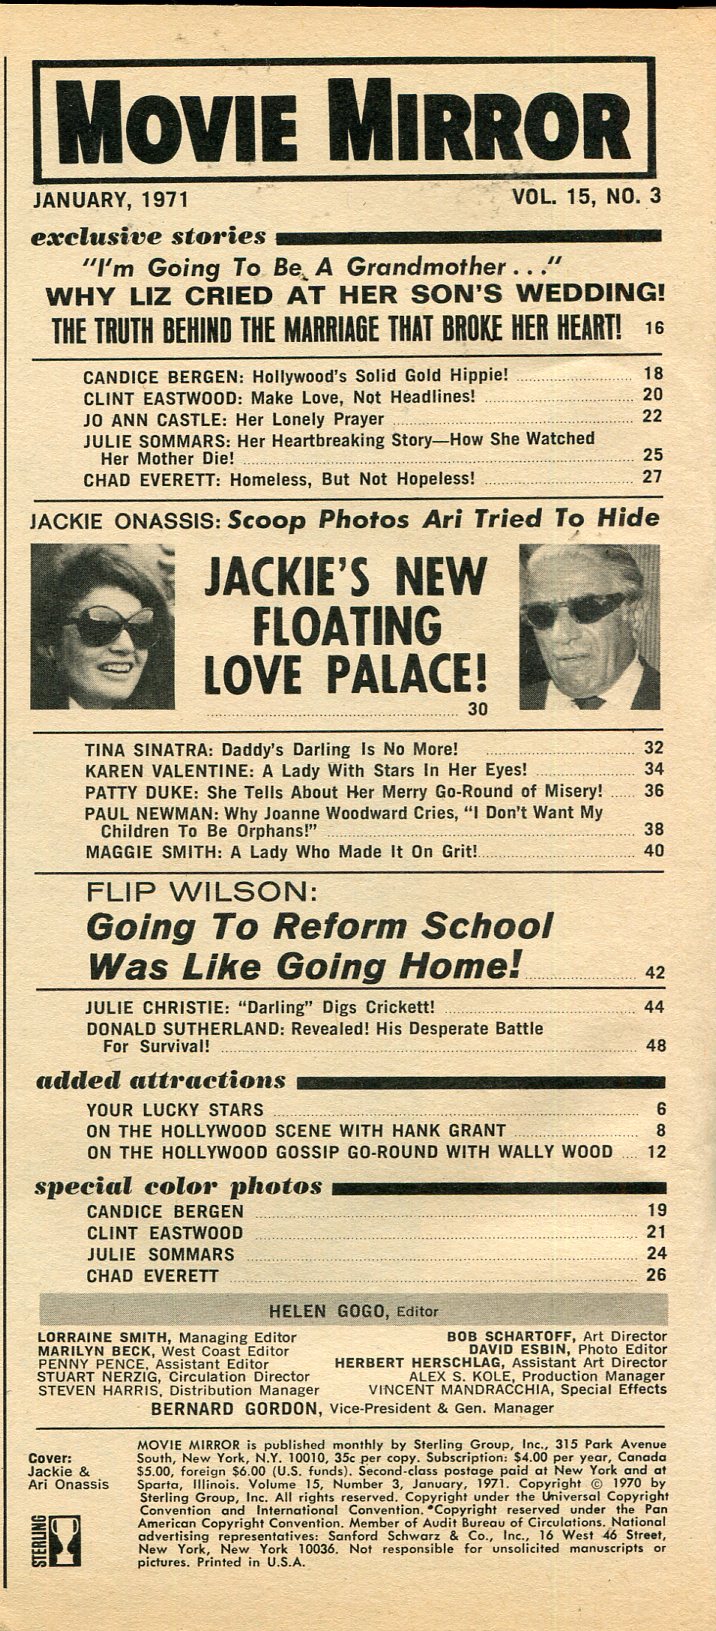 MOVIE MIRROR
JANUARY, 1971 VOL. 15, NO. 3
exclusive stories
"I'm Going To Be A Grandmother..."
WHY LIZ CRIED AT HER SON'S WEDDING!
THE TRUTH BEHIND THE MARRIAGE THAT BROKE HER HEART! 16
CANDICE BERGEN: Hollywood's Solid Gold Hippie! 18
CLINT EASTWOOD: Make Love, Not Headlines! 20
JO ANN CASTLE: Her Lonely Prayer 22
JULIE SOMMARS: Her Heartbreaking Story—How She Watched
Her Mother Die! 25
CHAD EVERETT: Homeless, But Not Hopeless! 27
JACKIE ONASSIS: Scoop Photos Ari Tried To Hide
JACKIE'S NEW
FLOATING
LOVE PALACE!
30
TINA SINATRA: Daddy's Darling Is No More! 32
KAREN VALENTINE: A Lady With Stars In Her Eyes! 34
PATTY DUKE: She Tells About Her Merry Go-Round of Misery! 36
PAUL NEWMAN: Why Joanne Woodward Cries, "I Don't Want My
Children To Be Orphans!" 38
MAGGIE SMITH: A Lady Who Made It On Grit! 40
FLIP WILSON:
Going To Reform School
Was Like Going Home! 42
JULIE CHRISTIE: "Darling" Digs Crickett! 44
DONALD SUTHERLAND: Revealed! His Desperate Battle
For Survival! 48
added attractions
YOUR LUCKY STARS 6
ON THE HOLLYWOOD SCENE WITH HANK GRANT 8
ON THE HOLLYWOOD GOSSIP GO-ROUND WITH WALLY WOOD 12
special color photos
CANDICE BERGEN 19
CLINT EASTWOOD 21
JULIE SOMMARS 24
CHAD EVERETT 26
HELEN GOGO, Editor
LORRAINE SMITH, Managing Editor BOB SCHARTOFF, Art Director
MARILYN BECK, West Coast Editor DAVID ESBIN, Photo Editor
PENNY PENCE, Assistant Editor HERBERT HERSCHLAG, Assistant Art Director
STUART NERZIG, Circulation Director ALEX S. KOLE, Production Manager
STEVEN HARRIS, Distribution Manager VINCENT MANDRACCHIA, Special Effects
BERNARD GORDON, Vice-President & Gen. Manager
Cover:
Jackie &
Ari Onassis
STERLING
MOVIE MIRROR is published monthly by Sterling Group, Inc., 315 Park Avenue
South, New York, N.Y. 10010, 35c per copy. Subscription: $4.00 per year, Canada
$5.00, foreign $6.00 (U.S. funds). Second-class postage paid at New York and at
Sparta, Illinois. Volume 15, Number 3, January, 1971. Copyright © 1970 by
Sterling Group, Inc. All rights reserved. Copyright under the Universal Copyright
Convention and International Convention. Copyright reserved under the Pan
American Copyright Convention. Member of Audit Bureau of Circulations. National
advertising representatives: Sanford Schwarz & Co., Inc., 16 West 46 Street,
New York, New York 10036. Not responsible for unsolicited manuscripts or
pictures. Printed in U.S.A.